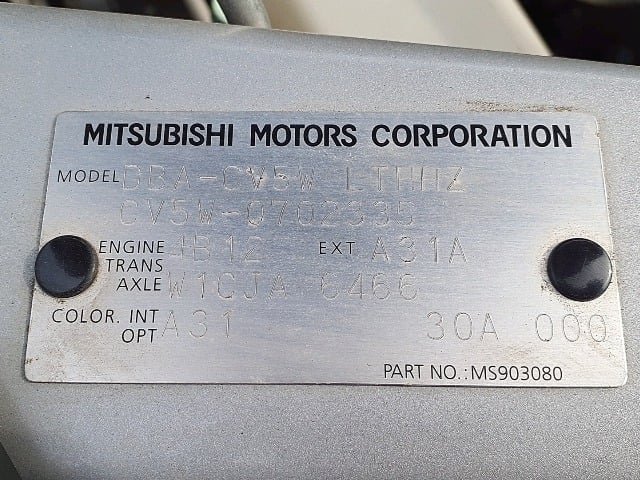 MITSUBISHI MOTORS CORPORATION
MODEL DBA-CV5W LTHHZ
CV5W-0702335
ENGINE 4B12 EXT A31A
TRANS
AXLE W1CJA 6466
COLOR. INT
OPT A31 30A 000
PART NO.:MS903080